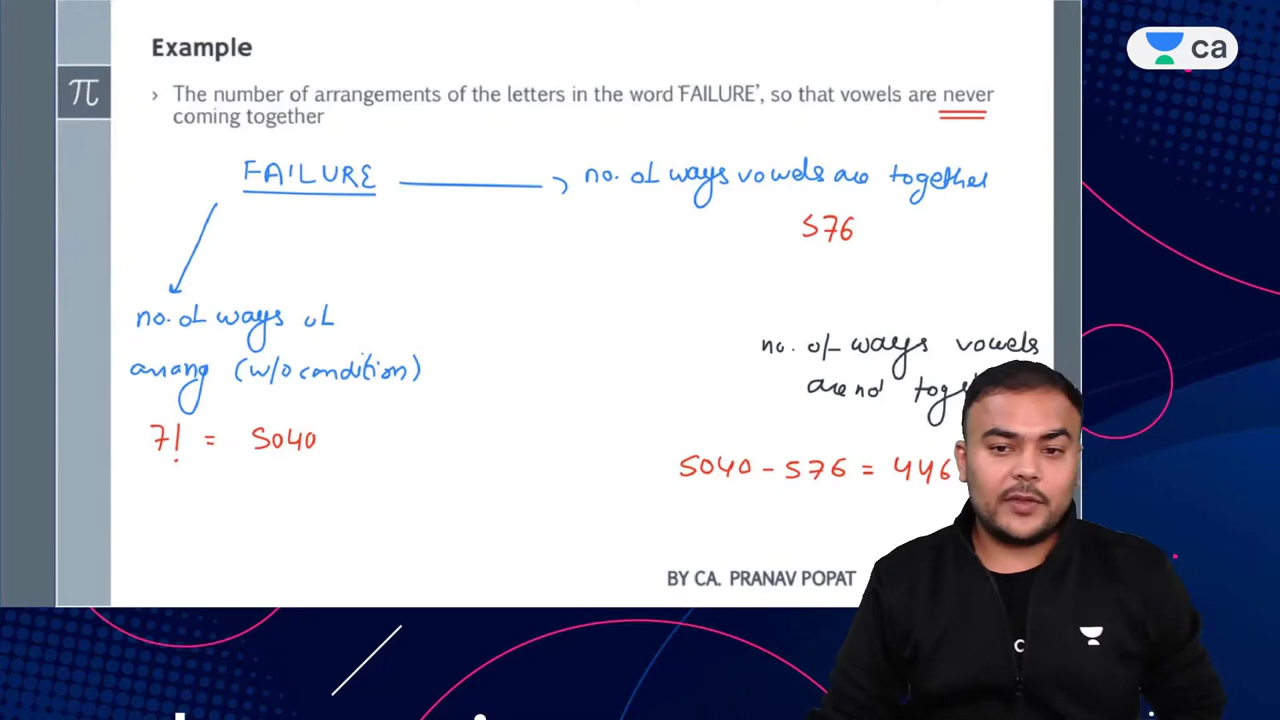 Example
ca
π
› The number of arrangements of the letters in the word 'FAILURE', so that vowels are never
coming together
FAILURE
no. of ways vowels are together
576
no. of ways of
arrang (w/o condition)
7! = 5040
no. of ways vowels
are not
5040 - 576 = 446
BY CA. PRANAV POPAT